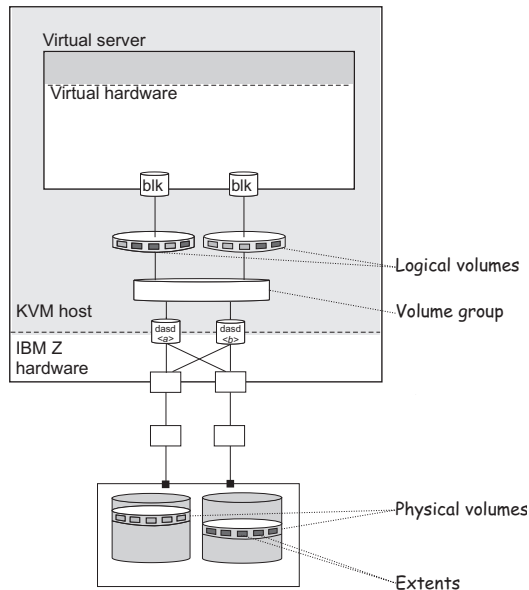 Virtual server
Virtual hardware
blk
blk
Logical volumes
Volume group
KVM host
dasd
<a>
dasd
<b>
IBM Z
hardware
Physical volumes
Extents